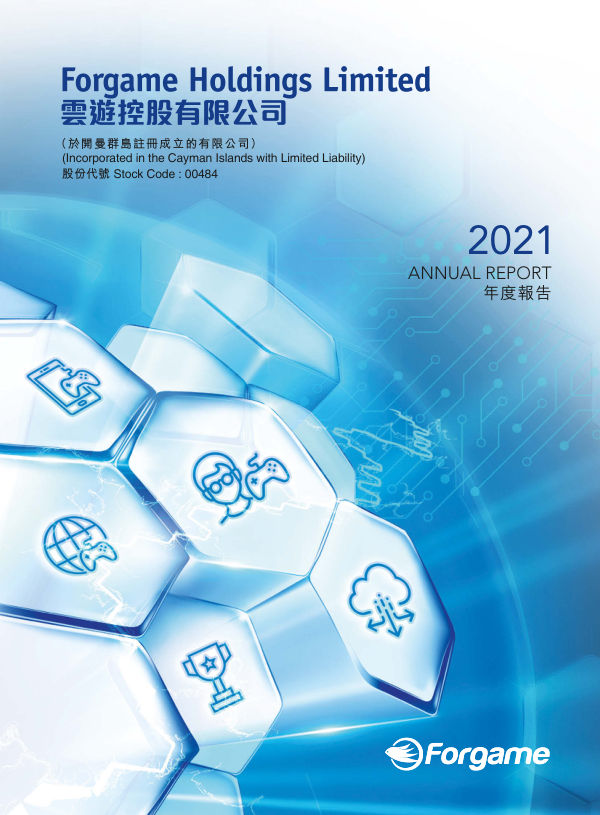 Forgame Holdings Limited
雲遊控股有限公司
（於開曼群島註冊成立的有限公司）
(Incorporated in the Cayman Islands with Limited Liability)
股份代號 Stock Code : 00484
2021
ANNUAL REPORT
年度報告
Forgame